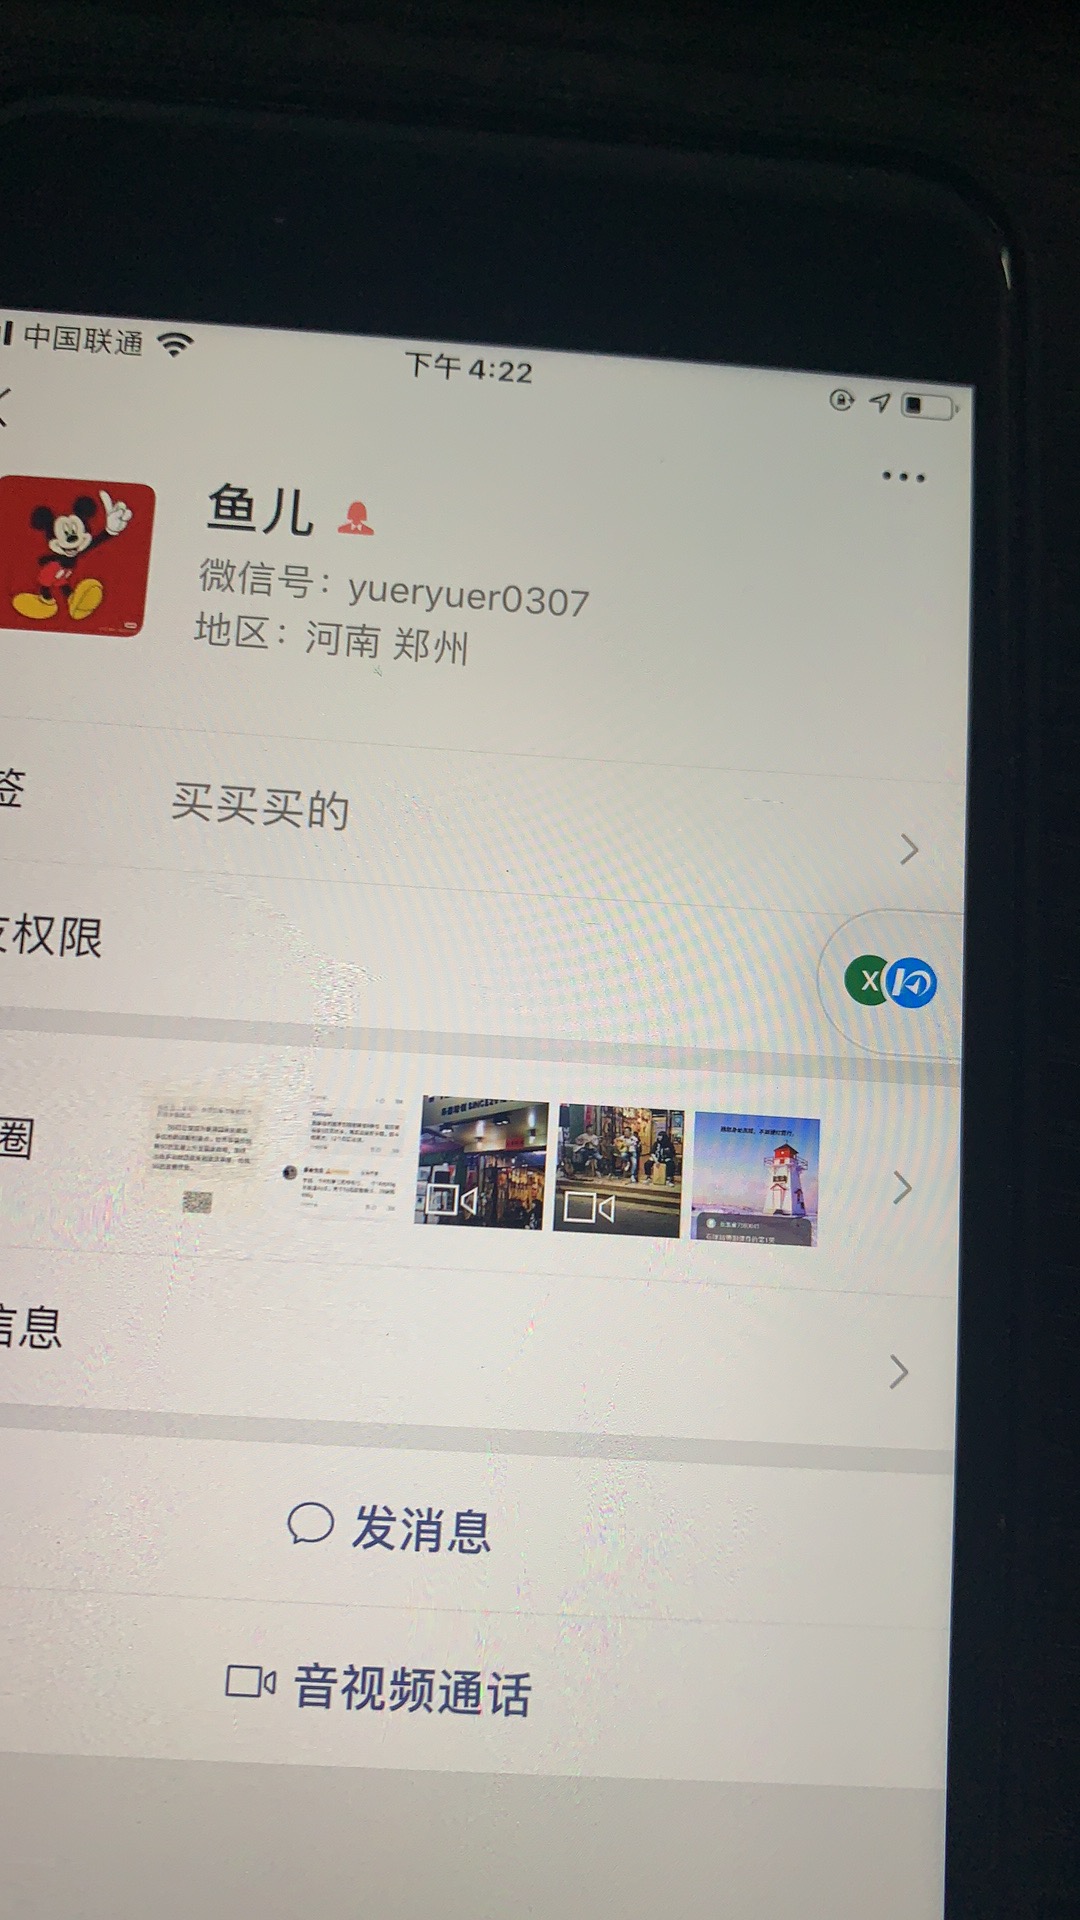 中国联通
下午 4:22
鱼儿
微信号：yueryuer0307
地区：河南 郑州
签
买买买的
权限
X
圈
信息
发消息
音视频通话